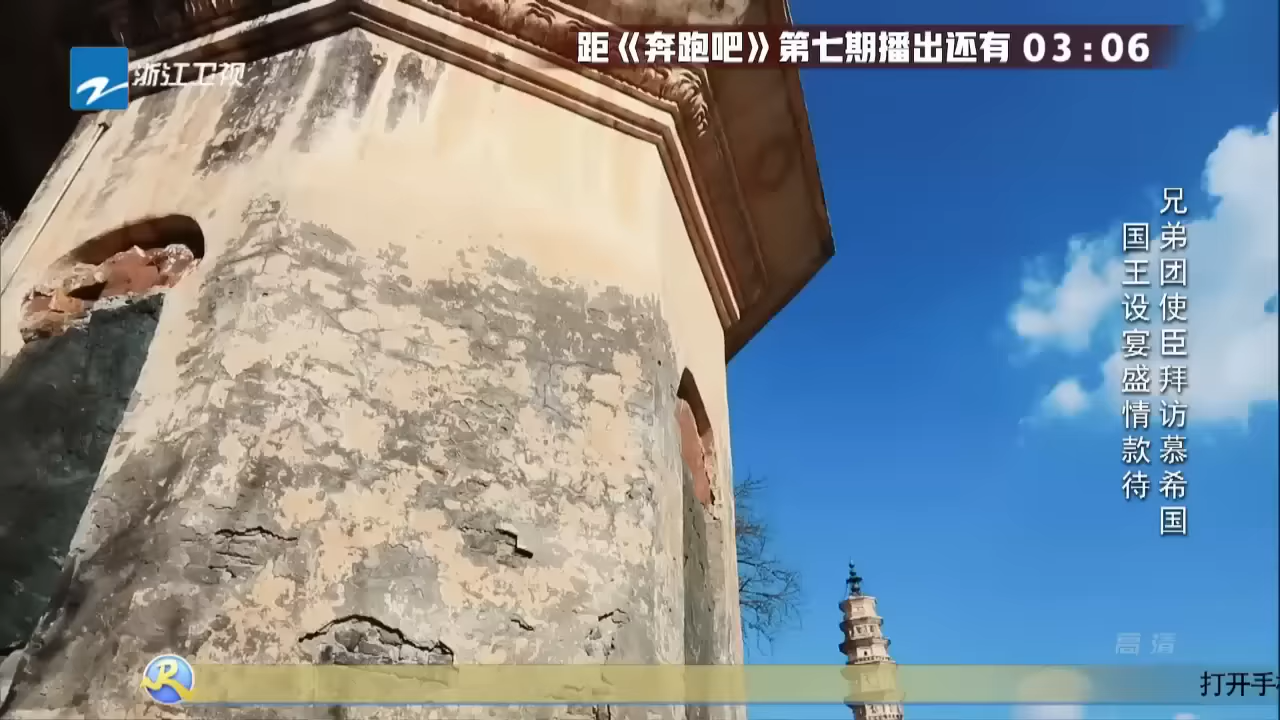 距《奔跑吧》第七期播出还有 03:06
浙江卫视
兄弟团使臣拜访慕希国
国王设宴盛情款待
高清
R
打开手